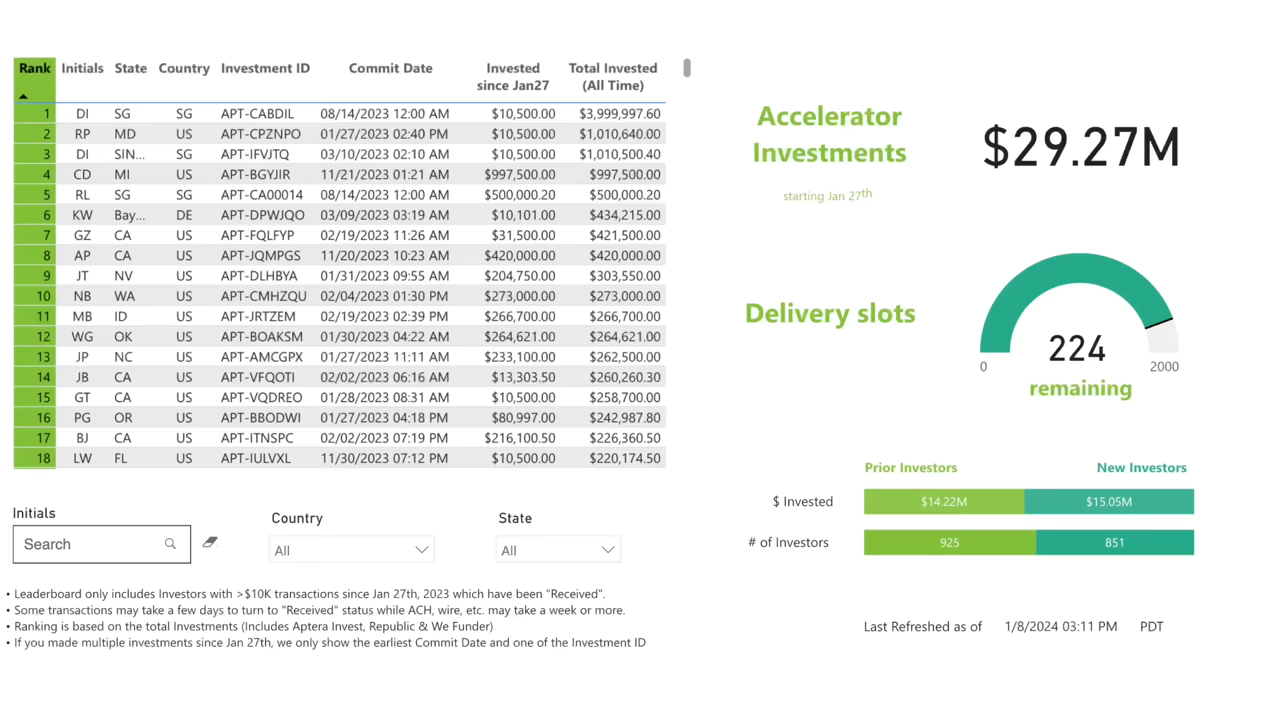 Rank Initials State Country Investment ID Commit Date Invested since Jan27 Total Invested (All Time)
1 DI SG SG APT-CABDIL 08/14/2023 12:00 AM $10,500.00 $3,999,997.60
2 RP MD US APT-CPZNPO 01/27/2023 02:40 PM $10,500.00 $1,010,640.00
3 DI SIN... SG APT-IFVJTQ 03/10/2023 02:10 AM $10,500.00 $1,010,500.40
4 CD MI US APT-BGYJIR 11/21/2023 01:21 AM $997,500.00 $997,500.00
5 RL SG SG APT-CA00014 08/14/2023 12:00 AM $500,000.20 $500,000.20
6 KW Bay... DE APT-DPWJQO 03/09/2023 03:19 AM $10,101.00 $434,215.00
7 GZ CA US APT-FQLFYP 02/19/2023 11:26 AM $31,500.00 $421,500.00
8 AP CA US APT-JQMPGS 11/20/2023 10:23 AM $420,000.00 $420,000.00
9 JT NV US APT-DLHBYA 01/31/2023 09:55 AM $204,750.00 $303,550.00
10 NB WA US APT-CMHZQU 02/04/2023 01:30 PM $273,000.00 $273,000.00
11 MB ID US APT-JRTZEM 02/19/2023 02:39 PM $266,700.00 $266,700.00
12 WG OK US APT-BOAKSM 01/30/2023 04:22 AM $264,621.00 $264,621.00
13 JP NC US APT-AMCGPX 01/27/2023 11:11 AM $233,100.00 $262,500.00
14 JB CA US APT-VFQOTI 02/02/2023 06:16 AM $13,303.50 $260,260.30
15 GT CA US APT-VQDREO 01/28/2023 08:31 AM $10,500.00 $258,700.00
16 PG OR US APT-BBODWI 01/27/2023 04:18 PM $80,997.00 $242,987.80
17 BJ CA US APT-ITNSPC 02/02/2023 07:19 PM $216,100.50 $226,360.50
18 LW FL US APT-IULVXL 11/30/2023 07:12 PM $10,500.00 $220,174.50
Initials
Search
Country
All
State
All
• Leaderboard only includes Investors with >$10K transactions since Jan 27th, 2023 which have been "Received".
• Some transactions may take a few days to turn to "Received" status while ACH, wire, etc. may take a week or more.
• Ranking is based on the total Investments (Includes Aptera Invest, Republic & We Funder)
• If you made multiple investments since Jan 27th, we only show the earliest Commit Date and one of the Investment ID
Accelerator
Investments
starting Jan 27th
$29.27M
Delivery slots
224
0 2000
remaining
Prior Investors New Investors
$ Invested $14.22M $15.05M
# of Investors 925 851
Last Refreshed as of 1/8/2024 03:11 PM PDT